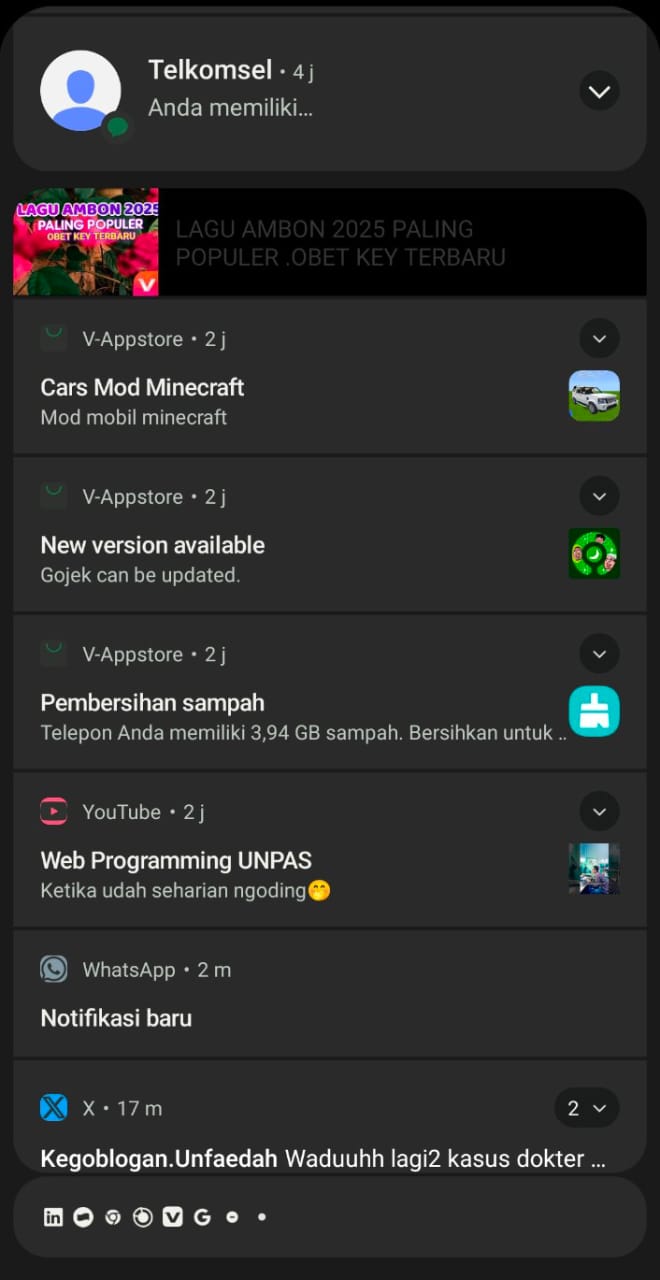 Telkomsel • 4 j
Anda memiliki...
LAGU AMBON 2025
PALING POPULER
OBET KEY TERBARU
LAGU AMBON 2025 PALING
POPULER .OBET KEY TERBARU
V-Appstore • 2 j
Cars Mod Minecraft
Mod mobil minecraft
V-Appstore • 2 j
New version available
Gojek can be updated.
V-Appstore • 2 j
Pembersihan sampah
Telepon Anda memiliki 3,94 GB sampah. Bersihkan untuk ..
YouTube • 2 j
Web Programming UNPAS
Ketika udah seharian ngoding🤭
WhatsApp • 2 m
Notifikasi baru
X • 17 m
2
Kegoblogan.Unfaedah Waduuhh lagi2 kasus dokter ...